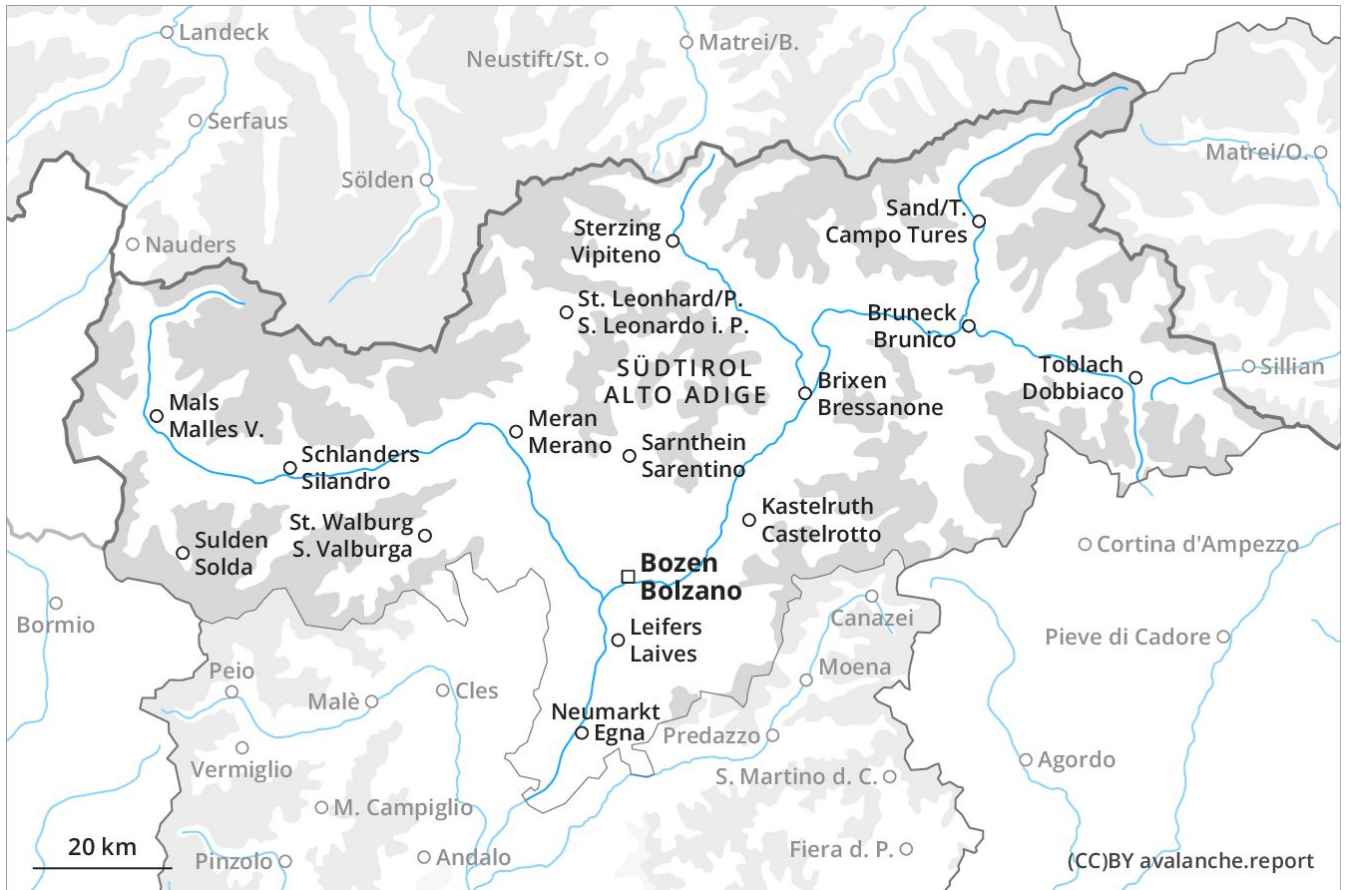 Landeck
Neustift/St.
Matrei/B.
Serfaus
Matrei/O.
Sölden
Sand/T.
Campo Tures
Sterzing
Vipiteno
Nauders
St. Leonhard/P.
S. Leonardo i. P.
Bruneck
Brunico
SÜDTIROL
ALTO ADIGE
Toblach
Dobbiaco
Sillian
Brixen
Bressanone
Mals
Malles V.
Meran
Merano
Sarnthein
Sarentino
Schlanders
Silandro
Kastelruth
Castelrotto
St. Walburg
S. Valburga
Sulden
Solda
Cortina d'Ampezzo
Bozen
Bolzano
Bormio
Canazei
Leifers
Laives
Pieve di Cadore
Peio
Moena
Malè
Cles
Neumarkt
Egna
Predazzo
Vermiglio
Agordo
S. Martino d. C.
M. Campiglio
20 km
Pinzolo
Andalo
Fiera d. P.
(CC)BY avalanche.report